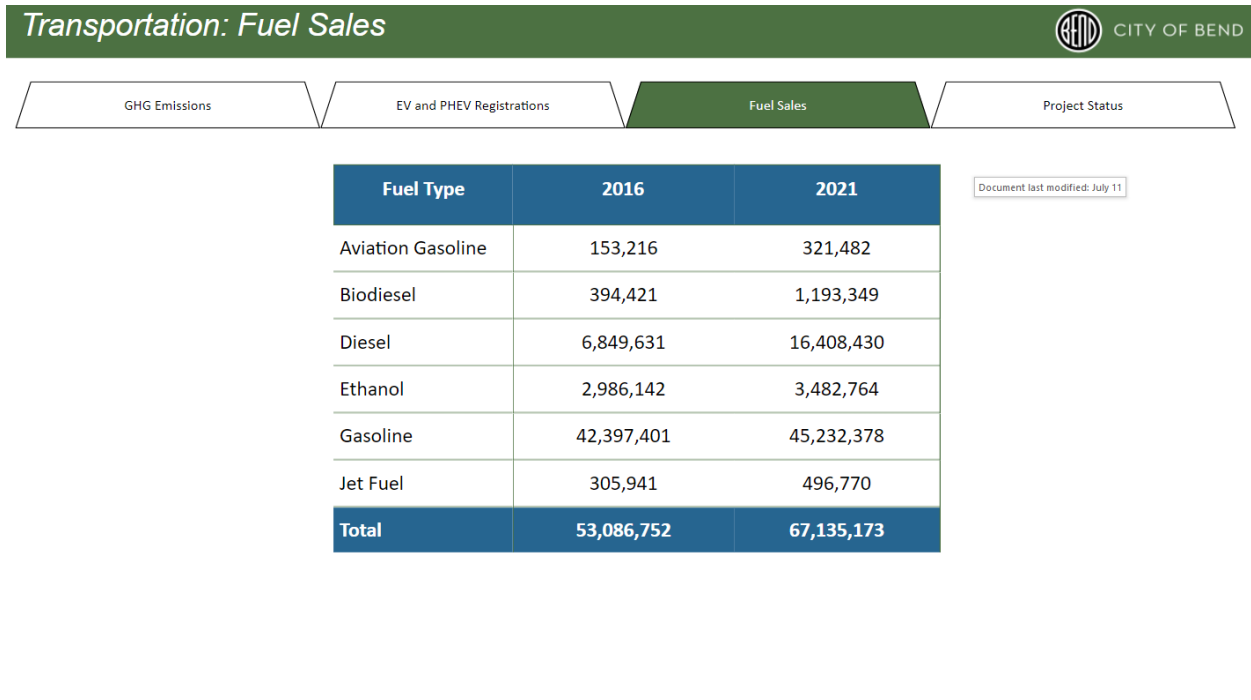 Transportation: Fuel Sales
BEND
CITY OF BEND
GHG Emissions
EV and PHEV Registrations
Fuel Sales
Project Status
Fuel Type 2016 2021
Document last modified: July 11
Aviation Gasoline 153,216 321,482
Biodiesel 394,421 1,193,349
Diesel 6,849,631 16,408,430
Ethanol 2,986,142 3,482,764
Gasoline 42,397,401 45,232,378
Jet Fuel 305,941 496,770
Total 53,086,752 67,135,173